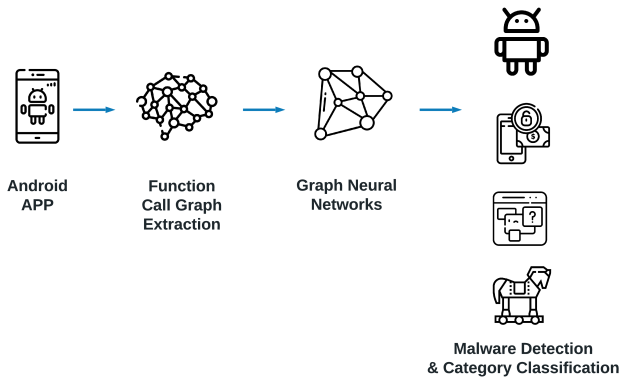 Android
APP
Function
Call Graph
Extraction
Graph Neural
Networks
$
?
Malware Detection
& Category Classification